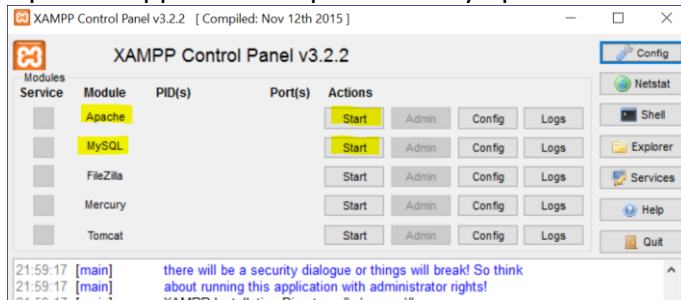 XAMPP Control Panel v3.2.2 [ Compiled: Nov 12th 2015 ]
XAMPP Control Panel v3.2.2
Config
Modules
Netstat
Service Module PID(s) Port(s) Actions
Apache Start Admin Config Logs Shell
MySQL Start Admin Config Logs Explorer
FileZilla Start Admin Config Logs Services
Mercury Start Admin Config Logs Help
Tomcat Start Admin Config Logs Quit
21:59:17 [main] there will be a security dialogue or things will break! So think
21:59:17 [main] about running this application with administrator rights!